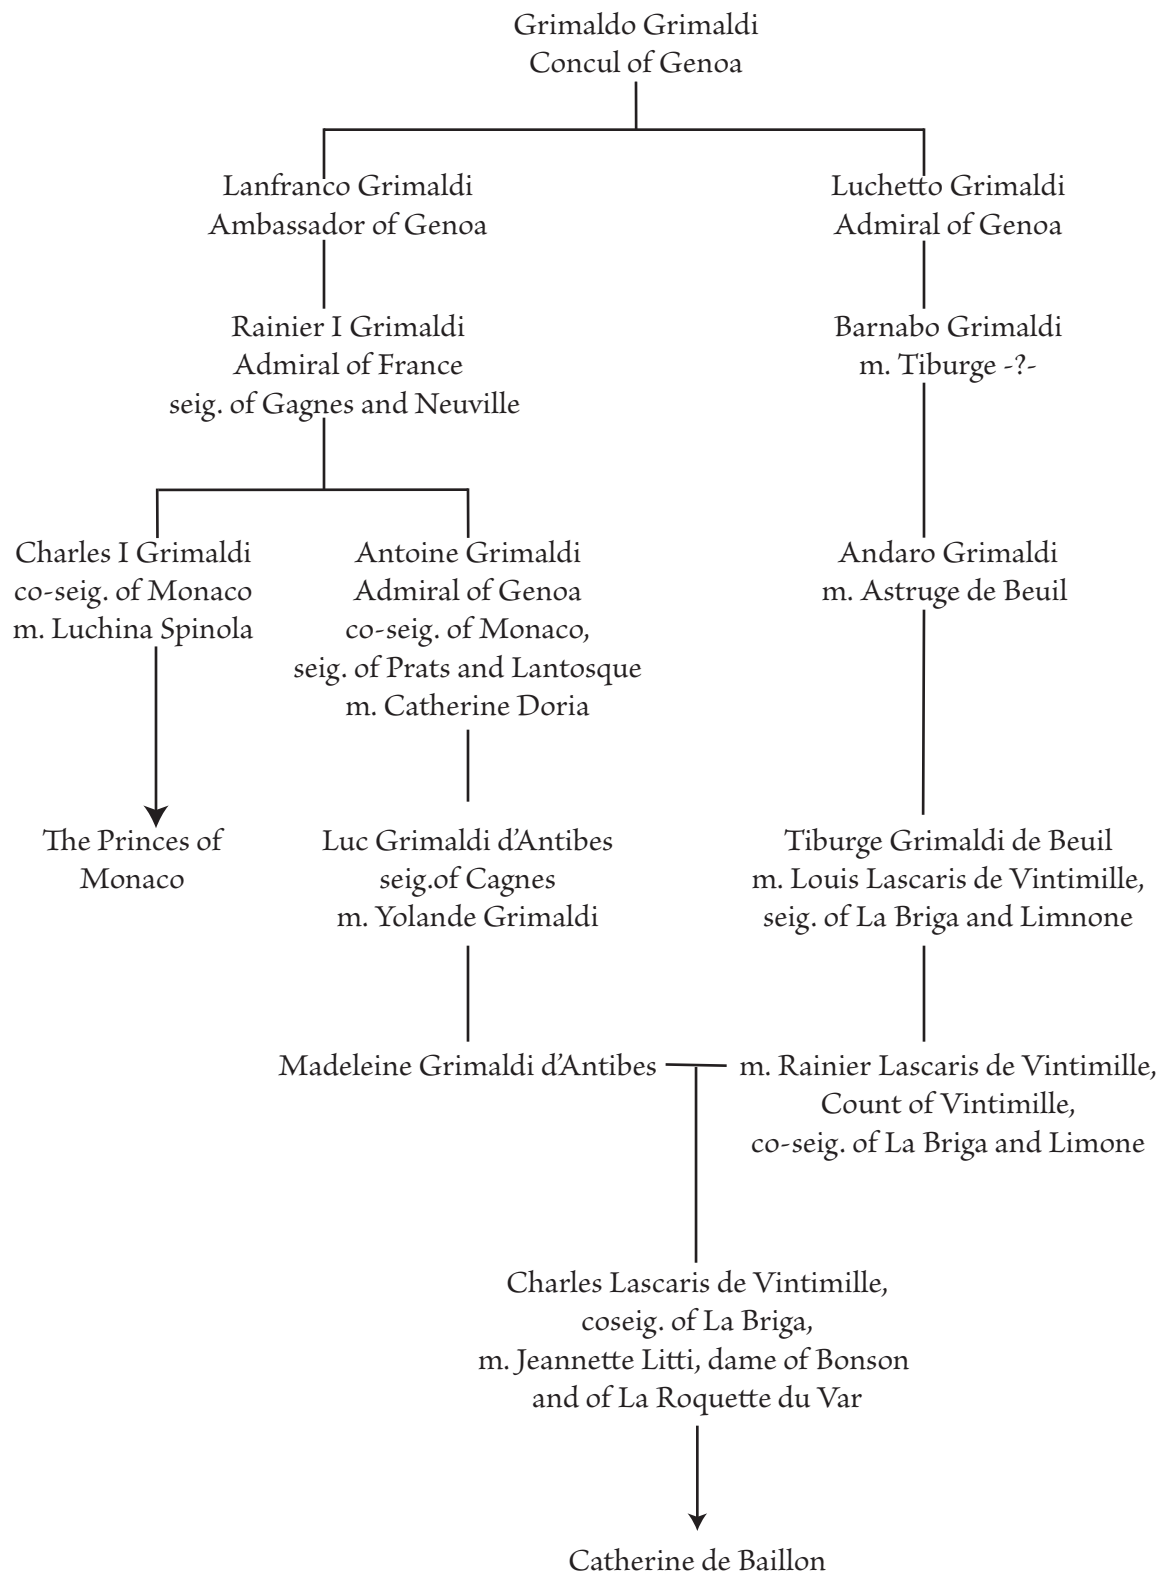 Grimaldo Grimaldi
Concul of Genoa
Lanfranco Grimaldi
Ambassador of Genoa
Luchetto Grimaldi
Admiral of Genoa
Rainier I Grimaldi
Admiral of France
seig. of Gagnes and Neuville
Barnabo Grimaldi
m. Tiburge -?-
Charles I Grimaldi
co-seig. of Monaco
m. Luchina Spinola
Antoine Grimaldi
Admiral of Genoa
co-seig. of Monaco,
seig. of Prats and Lantosque
m. Catherine Doria
Andaro Grimaldi
m. Astruge de Beuil
The Princes of
Monaco
Luc Grimaldi d'Antibes
seig.of Cagnes
m. Yolande Grimaldi
Tiburge Grimaldi de Beuil
m. Louis Lascaris de Vintimille,
seig. of La Briga and Limnone
Madeleine Grimaldi d'Antibes
m. Rainier Lascaris de Vintimille,
Count of Vintimille,
co-seig. of La Briga and Limone
Charles Lascaris de Vintimille,
coseig. of La Briga,
m. Jeannette Litti, dame of Bonson
and of La Roquette du Var
Catherine de Baillon